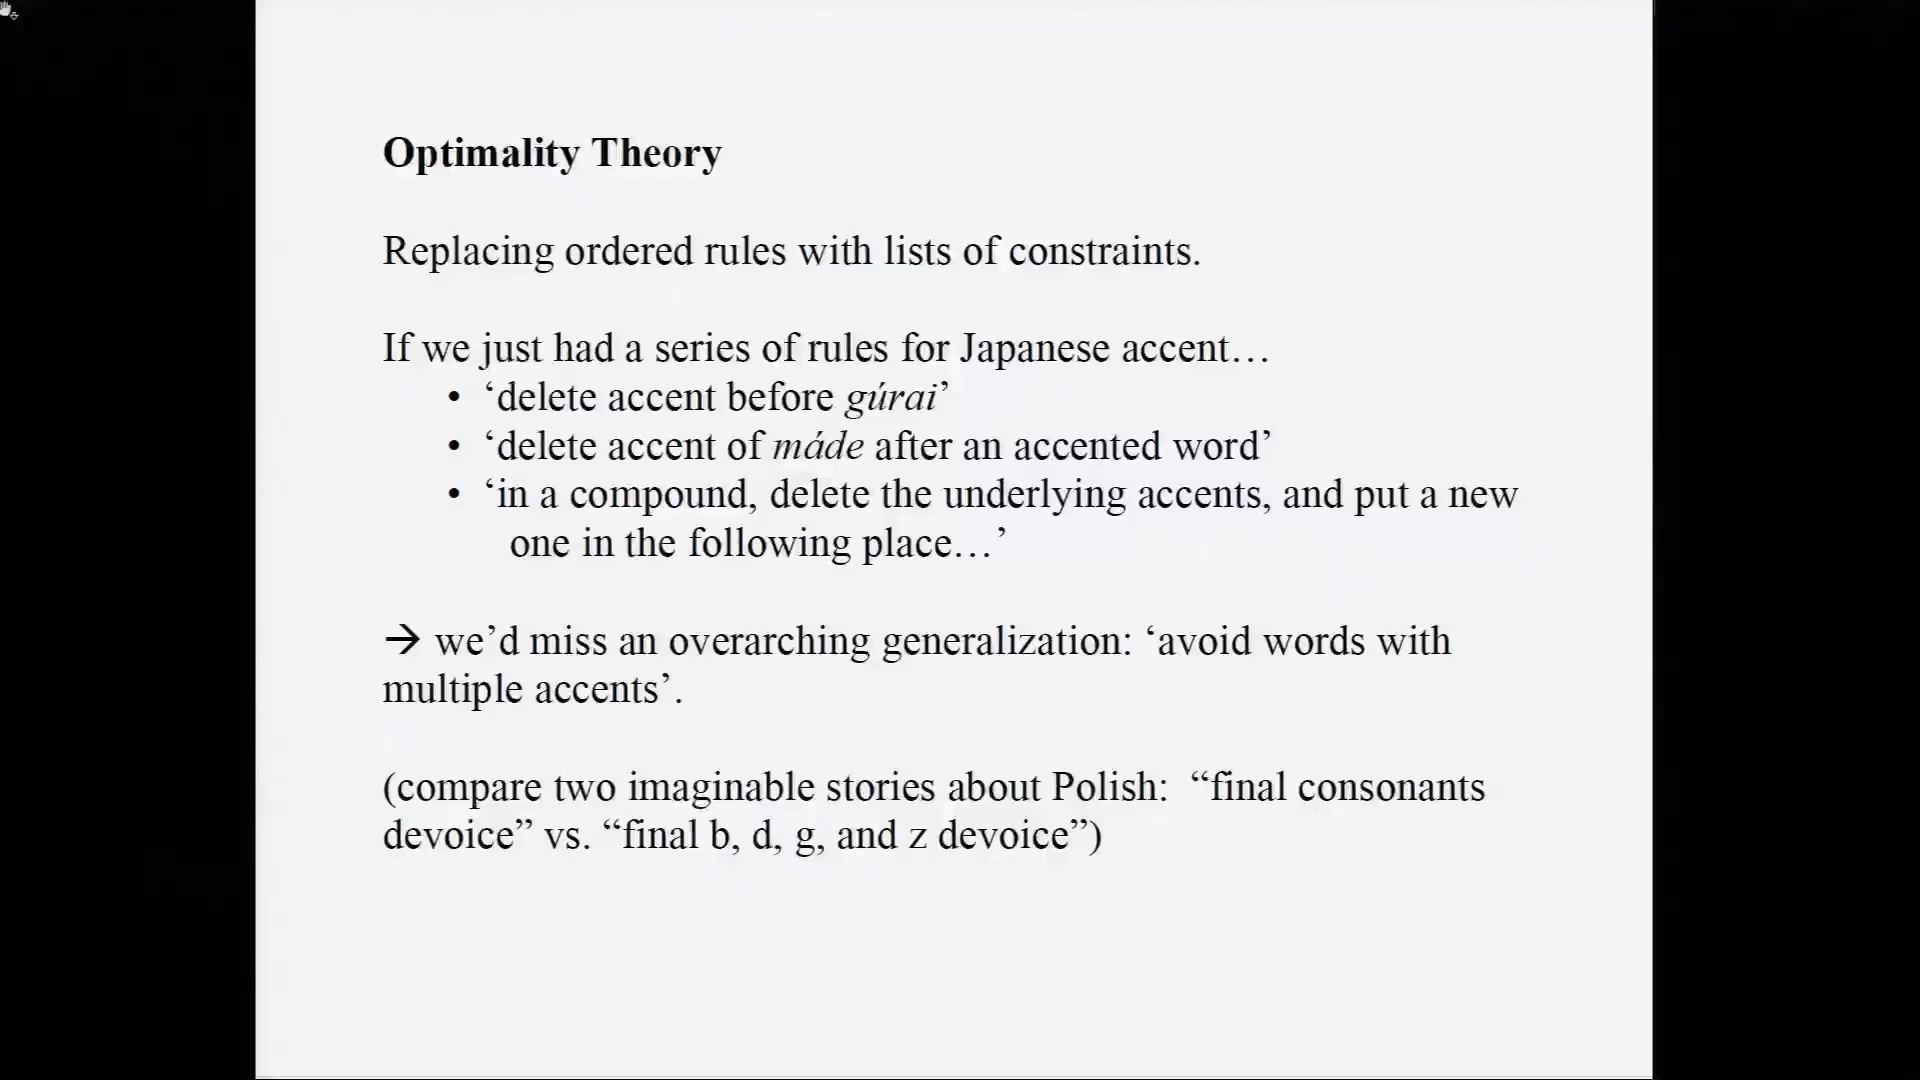 Optimality Theory
Replacing ordered rules with lists of constraints.
If we just had a series of rules for Japanese accent…
• ‘delete accent before gúrai’
• ‘delete accent of máde after an accented word’
• ‘in a compound, delete the underlying accents, and put a new
one in the following place…’
→ we’d miss an overarching generalization: ‘avoid words with
multiple accents’.
(compare two imaginable stories about Polish:  “final consonants
devoice” vs. “final b, d, g, and z devoice”)